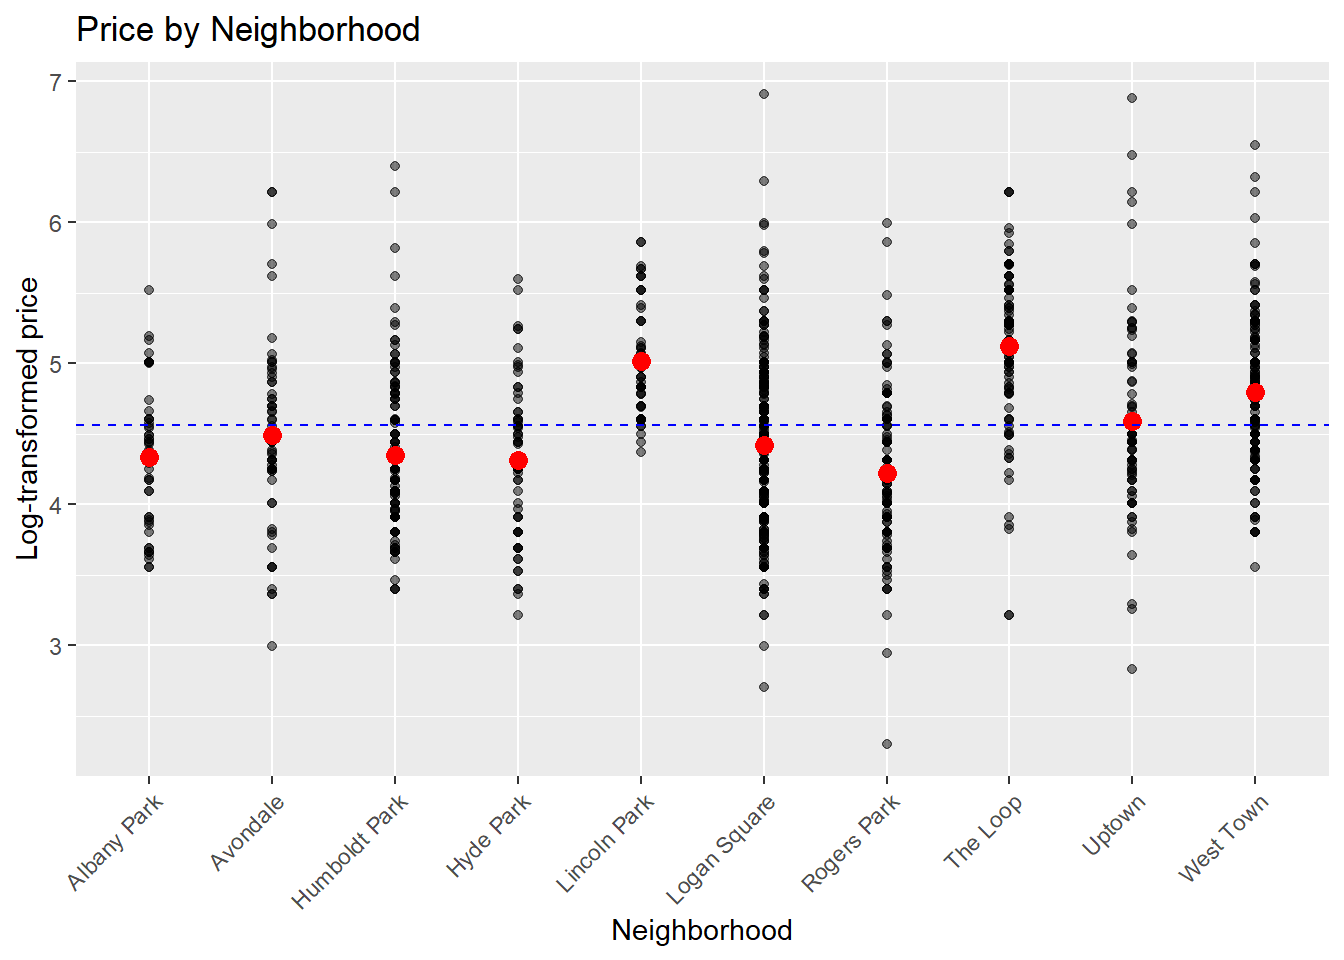 Price by Neighborhood
7
6
5
4
3
Log-transformed price
Albany Park
Avondale
Humboldt Park
Hyde Park
Lincoln Park
Logan Square
Rogers Park
The Loop
Uptown
West Town
Neighborhood